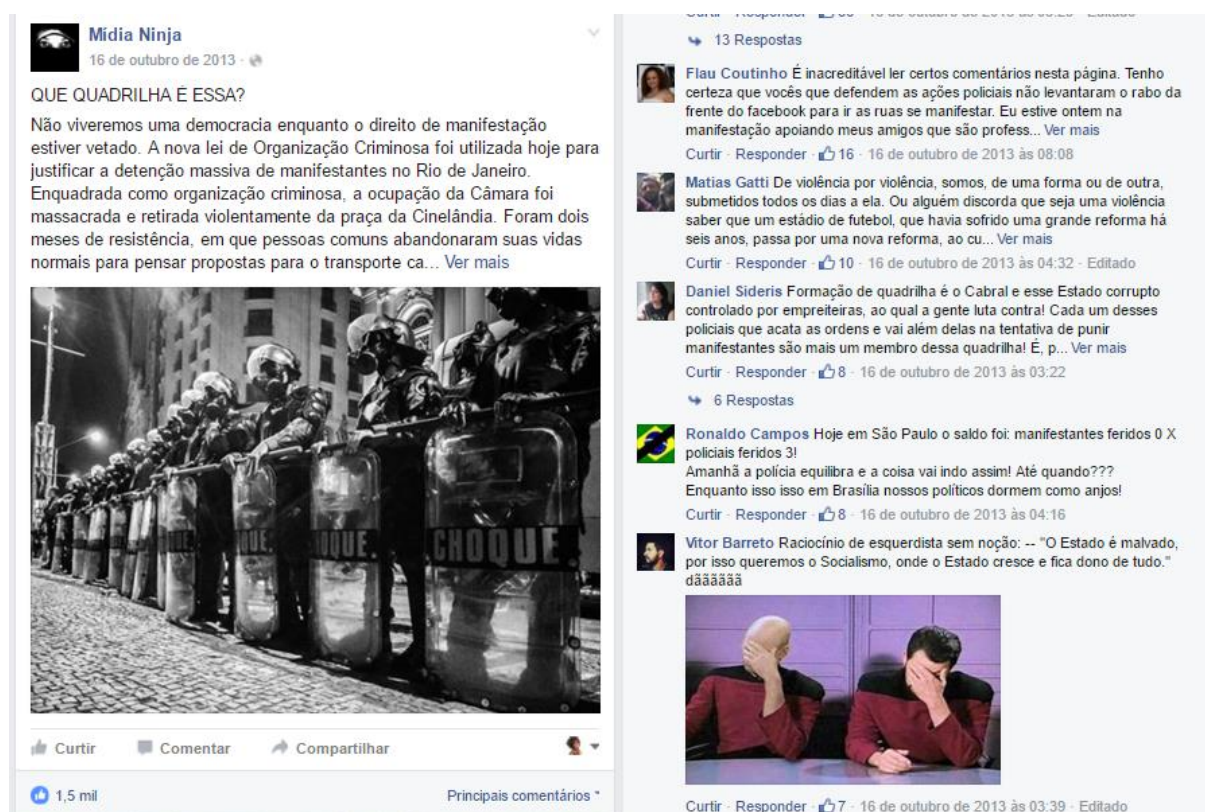 Mídia Ninja
16 de outubro de 2013
QUE QUADRILHA É ESSA?
Não viveremos uma democracia enquanto o direito de manifestação
estiver vetado. A nova lei de Organização Criminosa foi utilizada hoje para
justificar a detenção massiva de manifestantes no Rio de Janeiro.
Enquadrada como organização criminosa, a ocupação da Câmara foi
massacrada e retirada violentamente da praça da Cinelândia. Foram dois
meses de resistência, em que pessoas comuns abandonaram suas vidas
normais para pensar propostas para o transporte ca... Ver mais
CHOQUE
CHOQUE
CHOQUE
Curtir Comentar Compartilhar
1,5 mil Principais comentários
13 Respostas
Flau Coutinho É inacreditável ler certos comentários nesta página. Tenho
certeza que vocês que defendem as ações policiais não levantaram o rabo da
frente do facebook para ir as ruas se manifestar. Eu estive ontem na
manifestação apoiando meus amigos que são profess... Ver mais
Curtir · Responder · 16 · 16 de outubro de 2013 às 08:08
Matias Gatti De violência por violência, somos, de uma forma ou de outra,
submetidos todos os dias a ela. Ou alguém discorda que seja uma violência
saber que um estádio de futebol, que havia sofrido uma grande reforma há
seis anos, passa por uma nova reforma, ao cu... Ver mais
Curtir · Responder · 10 · 16 de outubro de 2013 às 04:32 · Editado
Daniel Sideris Formação de quadrilha é o Cabral e esse Estado corrupto
controlado por empreiteiras, ao qual a gente luta contra! Cada um desses
policiais que acata as ordens e vai além delas na tentativa de punir
manifestantes são mais um membro dessa quadrilha! É, p... Ver mais
Curtir · Responder · 8 · 16 de outubro de 2013 às 03:22
6 Respostas
Ronaldo Campos Hoje em São Paulo o saldo foi: manifestantes feridos 0 X
policiais feridos 3!
Amanhã a polícia equilibra e a coisa vai indo assim! Até quando???
Enquanto isso isso em Brasília nossos políticos dormem como anjos!
Curtir · Responder · 8 · 16 de outubro de 2013 às 04:16
Vitor Barreto Raciocínio de esquerdista sem noção: -- "O Estado é malvado,
por isso queremos o Socialismo, onde o Estado cresce e fica dono de tudo."
dããããããã
Curtir · Responder · 7 · 16 de outubro de 2013 às 03:39 · Editado